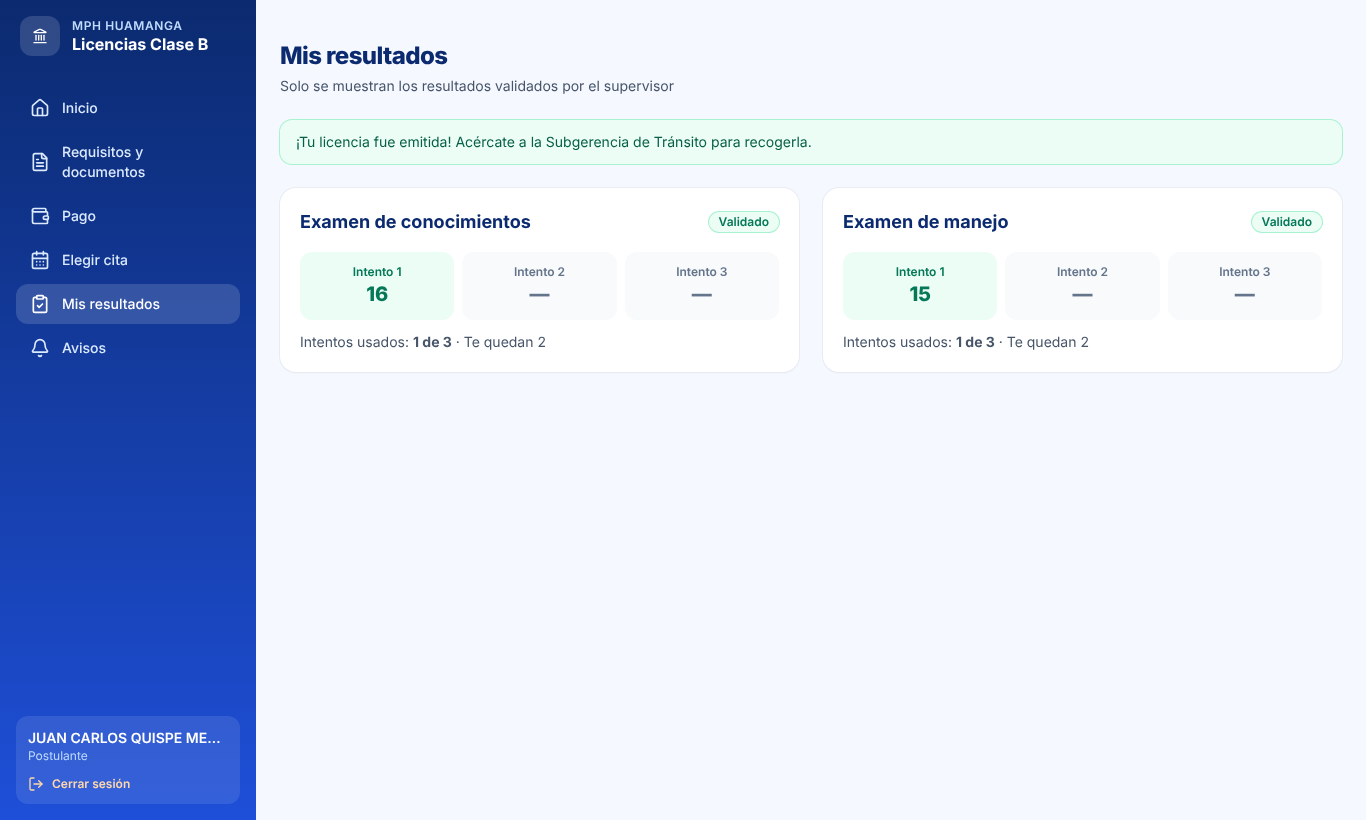 MPH HUAMANGA
Licencias Clase B
Inicio
Requisitos y
documentos
Pago
Elegir cita
Mis resultados
Avisos
JUAN CARLOS QUISPE ME...
Postulante
Cerrar sesión
Mis resultados
Solo se muestran los resultados validados por el supervisor
¡Tu licencia fue emitida! Acércate a la Subgerencia de Tránsito para recogerla.
Examen de conocimientos
Validado
Intento 1
16
Intento 2
—
Intento 3
—
Intentos usados: 1 de 3 · Te quedan 2
Examen de manejo
Validado
Intento 1
15
Intento 2
—
Intento 3
—
Intentos usados: 1 de 3 · Te quedan 2